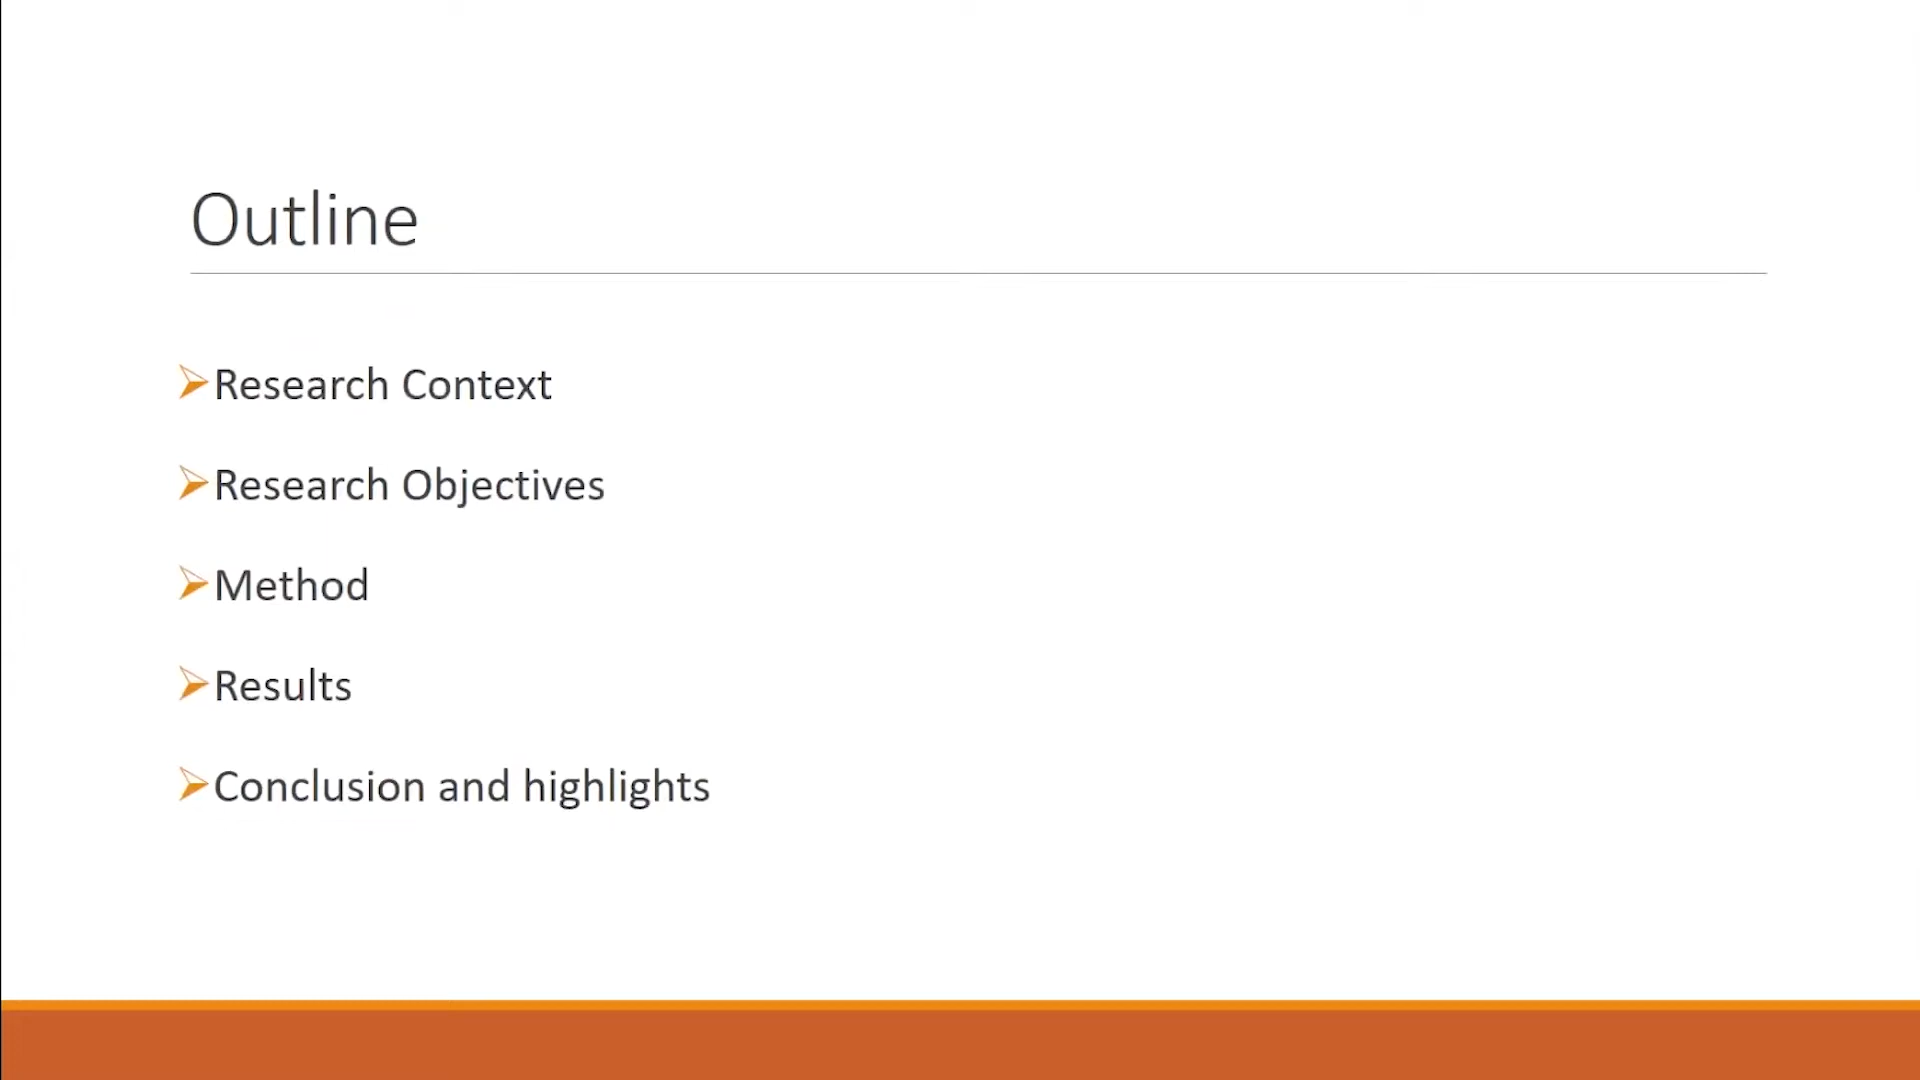 Outline
Research Context
Research Objectives
Method
Results
Conclusion and highlights